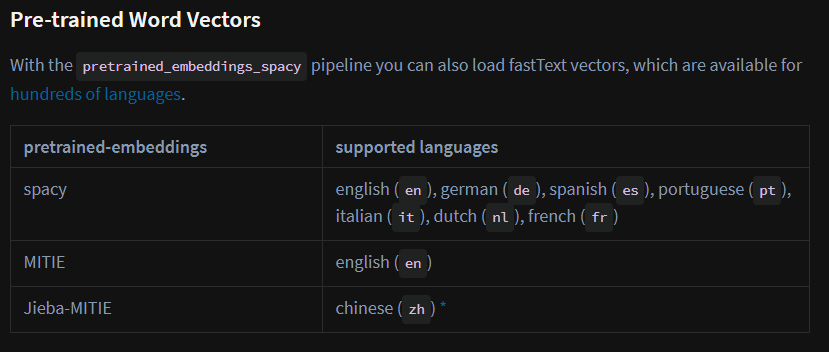 Pre-trained Word Vectors
With the pretrained_embeddings_spacy pipeline you can also load fastText vectors, which are available for
hundreds of languages.
pretrained-embeddings supported languages
spacy english ( en ), german ( de ), spanish ( es ), portuguese ( pt ),
italian ( it ), dutch ( nl ), french ( fr )
MITIE english ( en )
Jieba-MITIE chinese ( zh ) *